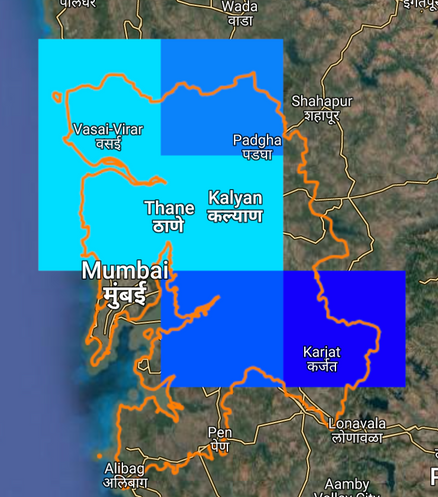 पालघर
Wada
वाडा
Shahapur
शहापूर
Vasai-Virar
वसई
Padgha
पडघा
Thane
ठाणे
Kalyan
कल्याण
Mumbai
मुंबई
Karjat
कर्जत
Lonavala
लोणावळा
Pen
पेण
Alibag
अलिबाग
Aamby